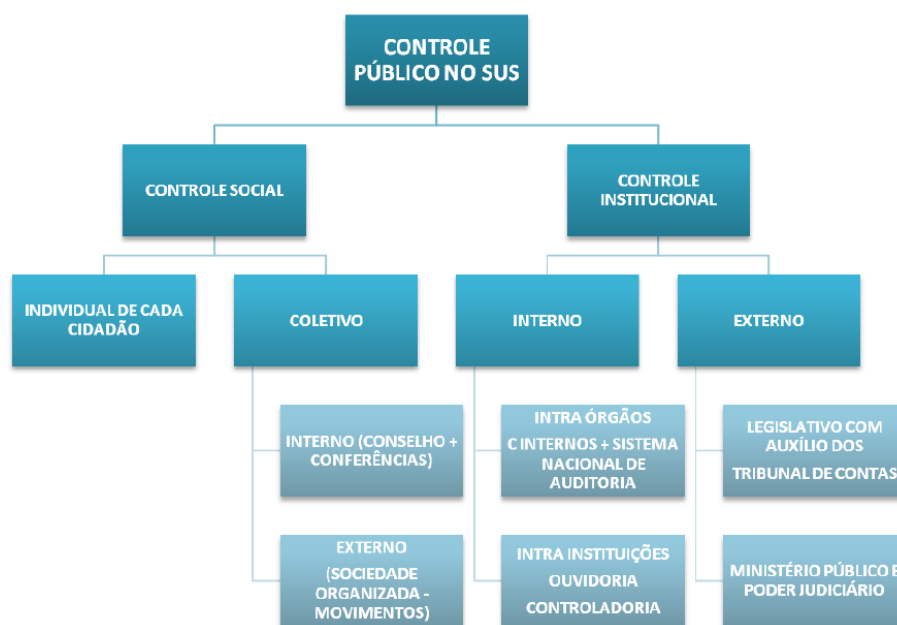 CONTROLE
PÚBLICO NO SUS
CONTROLE SOCIAL
CONTROLE
INSTITUCIONAL
INDIVIDUAL DE CADA
CIDADÃO
COLETIVO
INTERNO
EXTERNO
INTERNO (CONSELHO +
CONFERÊNCIAS)
INTRA ÓRGÃOS
C INTERNOS + SISTEMA
NACIONAL DE
AUDITORIA
LEGISLATIVO COM
AUXÍLIO DOS
TRIBUNAL DE CONTAS
EXTERNO
(SOCIEDADE
ORGANIZADA -
MOVIMENTOS)
INTRA INSTITUIÇÕES
OUVIDORIA
CONTROLADORIA
MINISTÉRIO PÚBLICO E
PODER JUDICIÁRIO